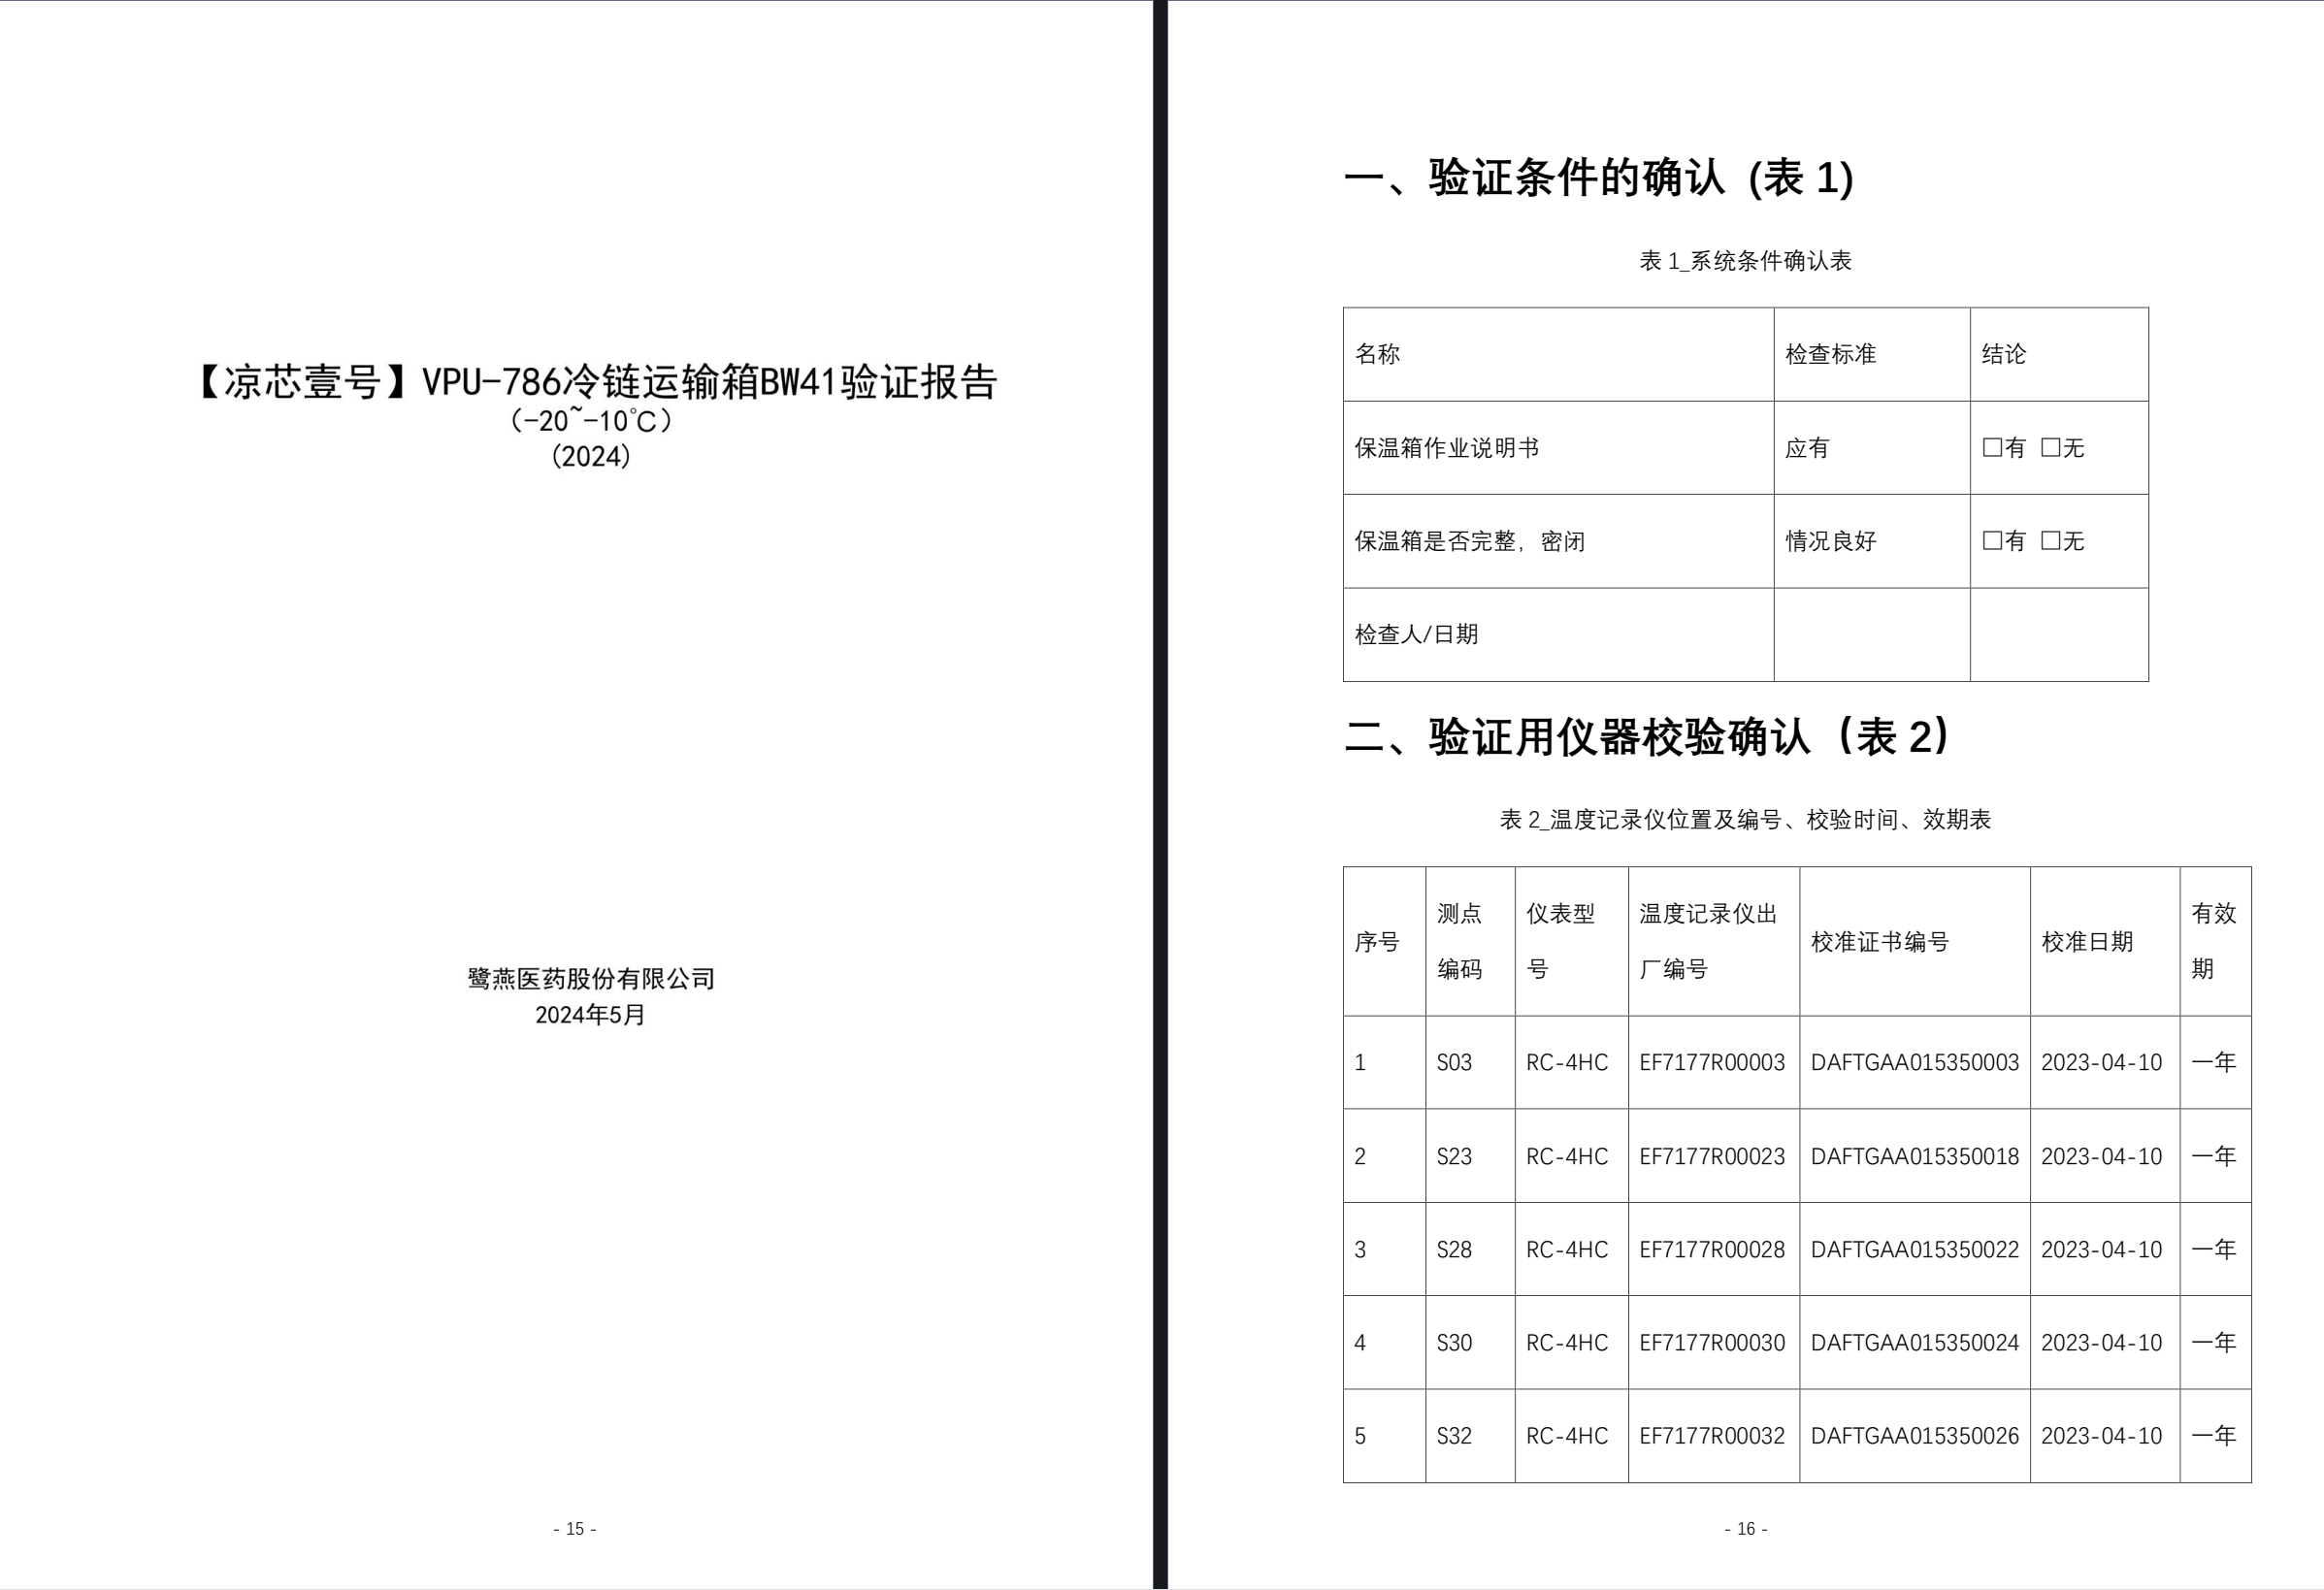 【凉芯壹号】VPU-786冷链运输箱BW41验证报告
（-20~-10℃）
（2024）
鹭燕医药股份有限公司
2024年5月
- 15 -
一、验证条件的确认 (表 1)
表 1_系统条件确认表
名称 检查标准 结论
保温箱作业说明书 应有 □有 □无
保温箱是否完整，密闭 情况良好 □有 □无
检查人/日期
二、验证用仪器校验确认（表 2）
表 2_温度记录仪位置及编号、校验时间、效期表
序号 测点编码 仪表型号 温度记录仪出厂编号 校准证书编号 校准日期 有效期
1 S03 RC-4HC EF7177R00003 DAFTGAA015350003 2023-04-10 一年
2 S23 RC-4HC EF7177R00023 DAFTGAA015350018 2023-04-10 一年
3 S28 RC-4HC EF7177R00028 DAFTGAA015350022 2023-04-10 一年
4 S30 RC-4HC EF7177R00030 DAFTGAA015350024 2023-04-10 一年
5 S32 RC-4HC EF7177R00032 DAFTGAA015350026 2023-04-10 一年
- 16 -